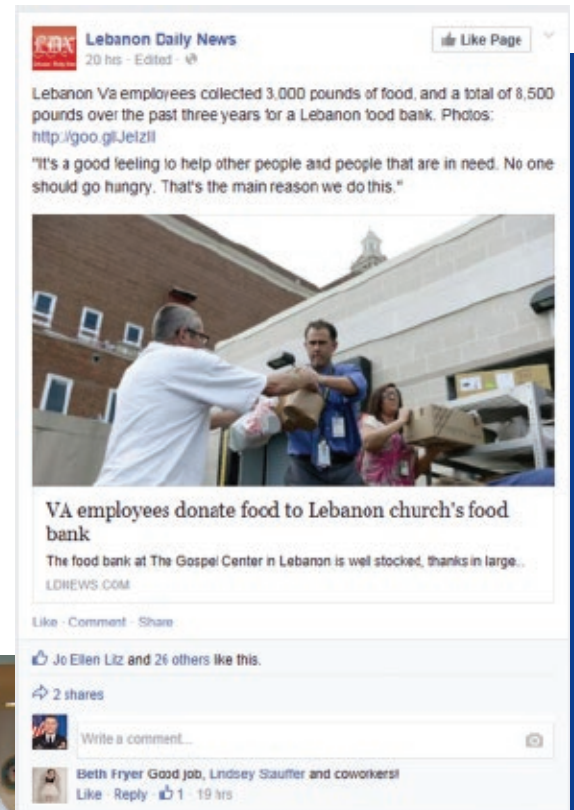 LDN
Lebanon Daily News
Like Page
20 hrs · Edited ·
Lebanon Va employees collected 3,000 pounds of food, and a total of 8,500
pounds over the past three years for a Lebanon food bank. Photos:
"It's a good feeling to help other people and people that are in need. No one
should go hungry. That's the main reason we do this."
VA employees donate food to Lebanon church's food
bank
The food bank at The Gospel Center in Lebanon is well stocked, thanks in large...
LDNEWS.COM
Like · Comment · Share
Jo Ellen Litz and 26 others like this.
2 shares
Write a comment...
Beth Fryer Good job, Lindsey Stauffer and coworkers!
Like · Reply · 1 · 19 hrs